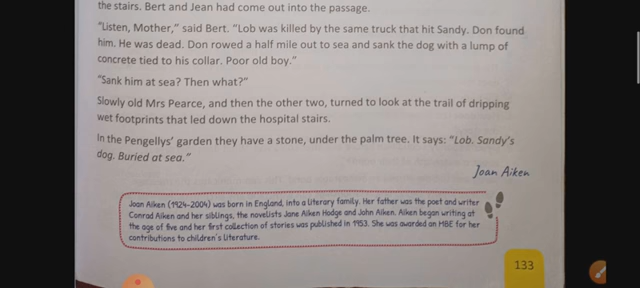 the stairs. Bert and Jean had come out into the passage.
"Listen, Mother," said Bert. "Lob was killed by the same truck that hit Sandy. Don found
him. He was dead. Don rowed a half mile out to sea and sank the dog with a lump of
concrete tied to his collar. Poor old boy."
"Sank him at sea? Then what?"
Slowly old Mrs Pearce, and then the other two, turned to look at the trail of dripping
wet footprints that led down the hospital stairs.
In the Pengellys' garden they have a stone, under the palm tree. It says: "Lob. Sandy's
dog. Buried at sea."
Joan Aiken
Joan Aiken (1924-2004) was born in England, into a literary family. Her father was the poet and writer
Conrad Aiken and her siblings, the novelists Jane Aiken Hodge and John Aiken. Aiken began writing at
the age of five and her first collection of stories was published in 1953. She was awarded an MBE for her
contributions to children's literature.
133